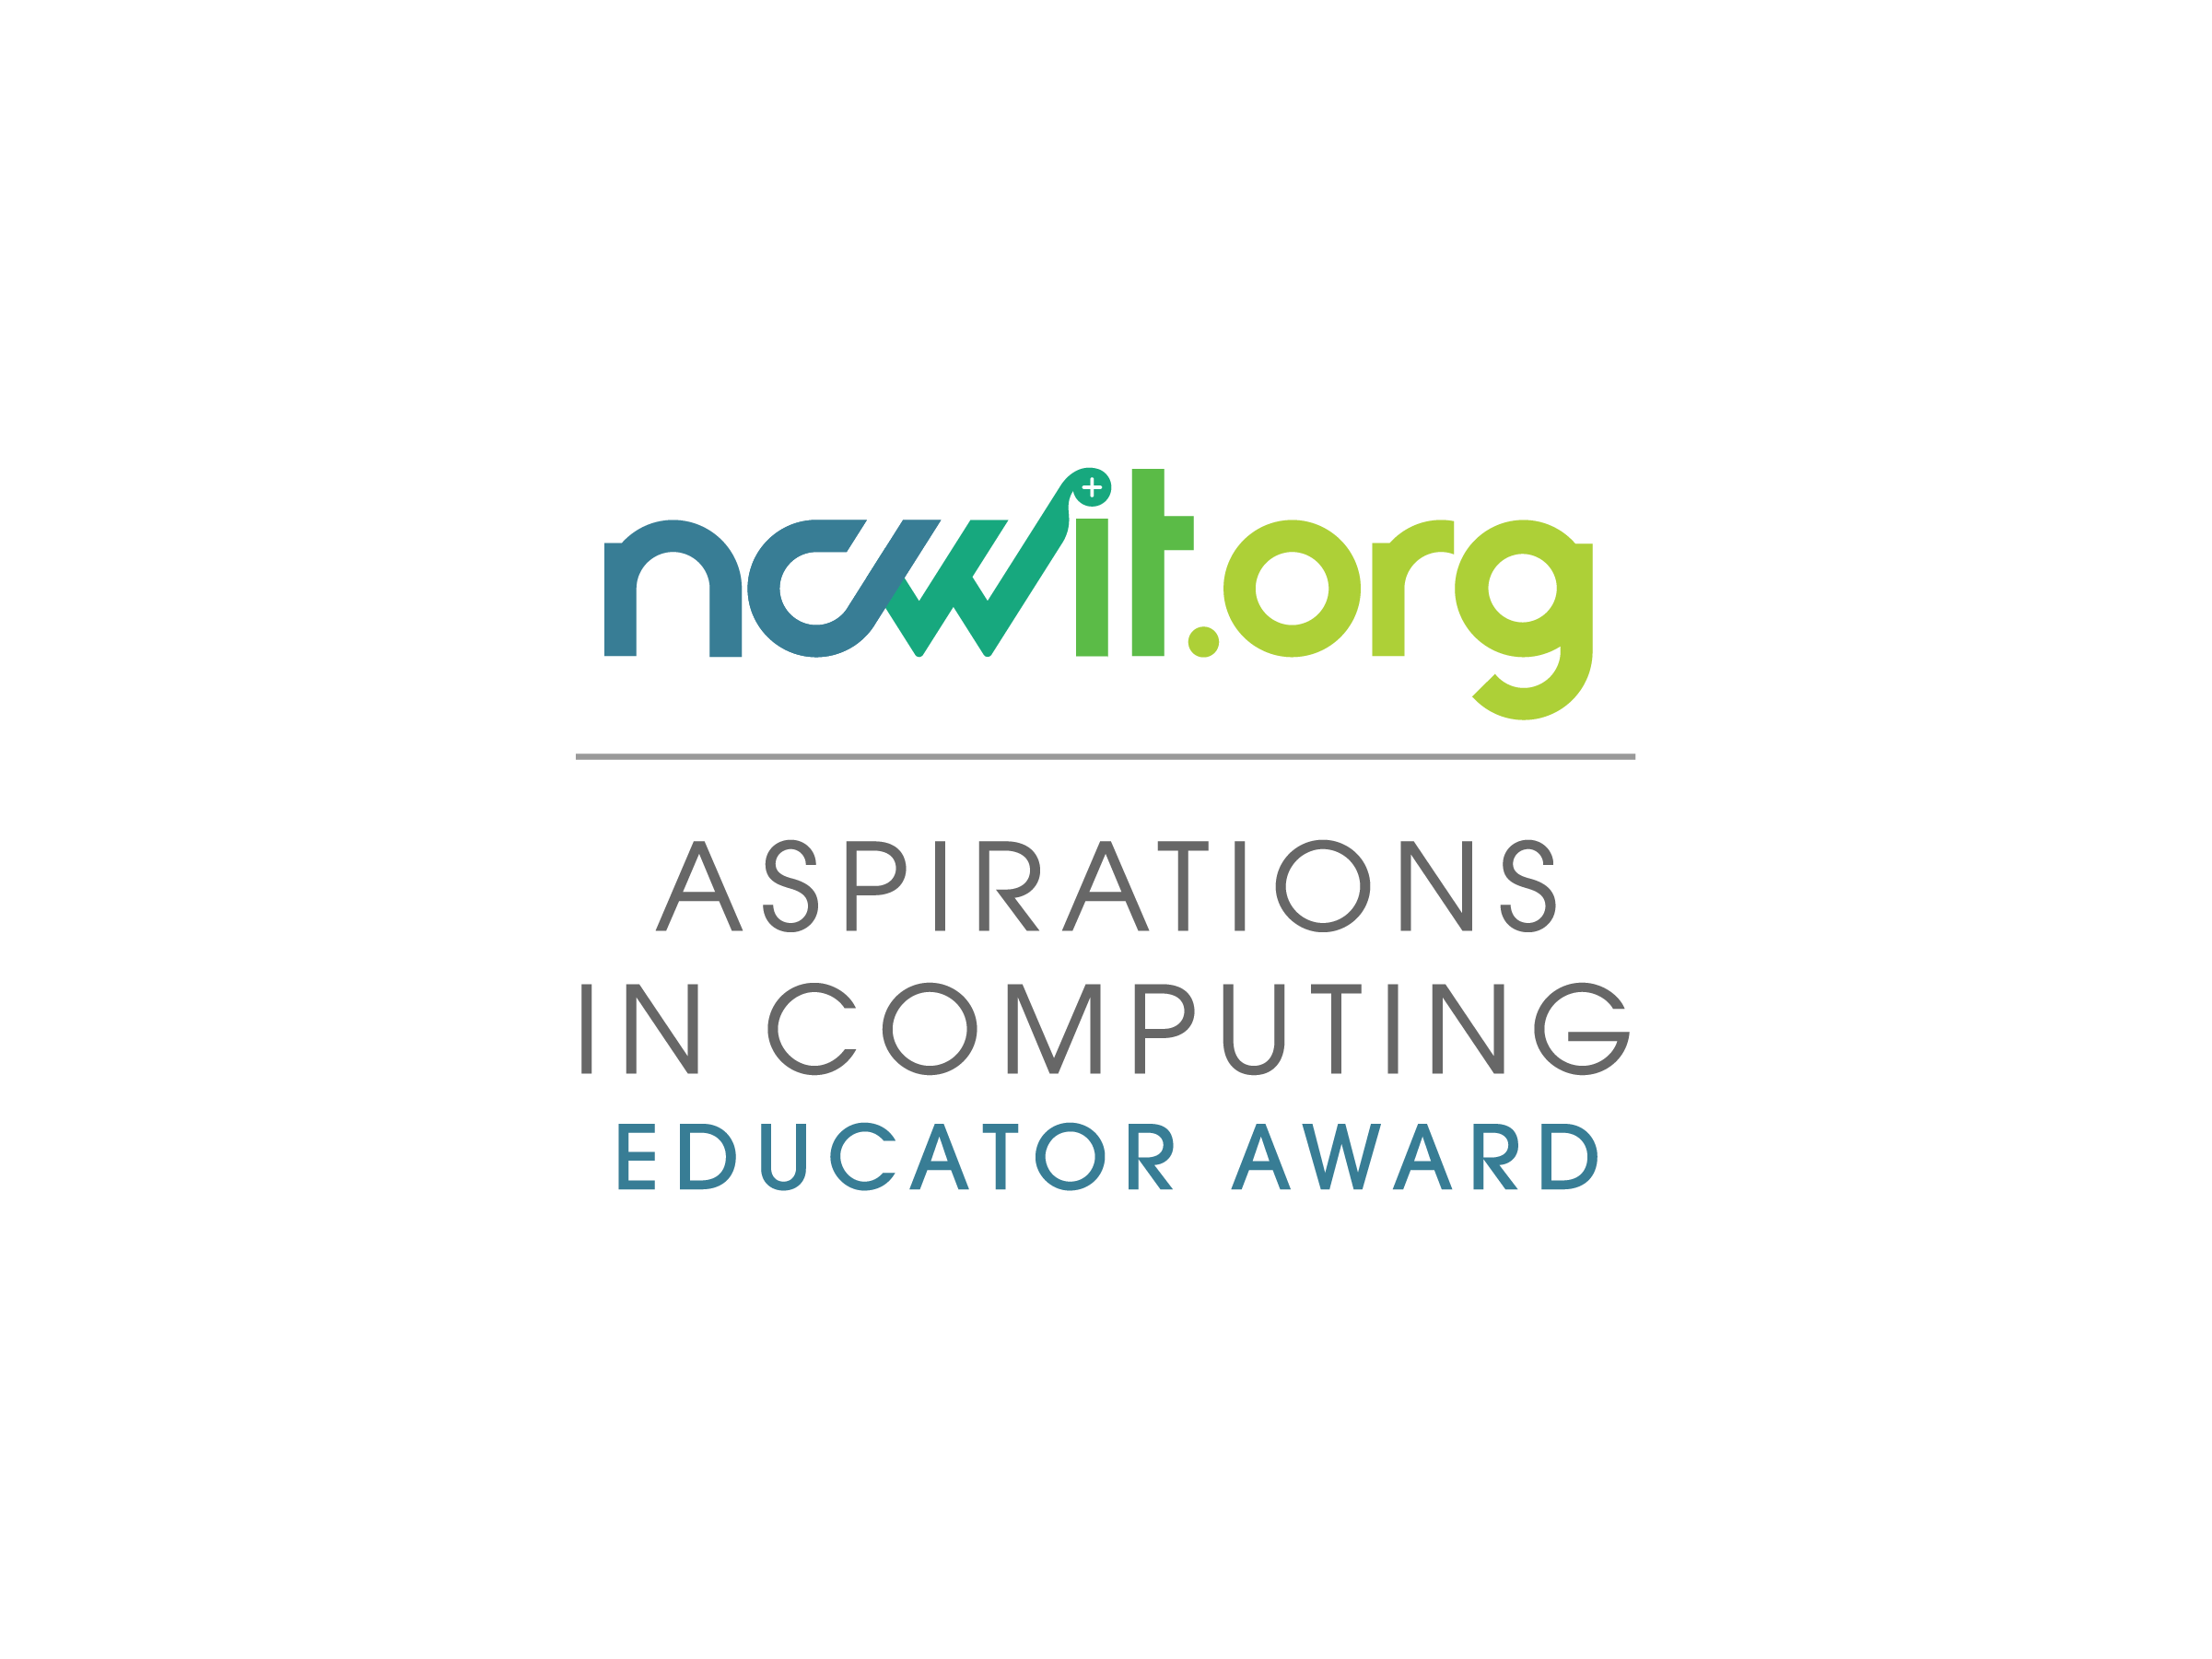 ncwit.org
ASPIRATIONS
IN COMPUTING
EDUCATOR AWARD